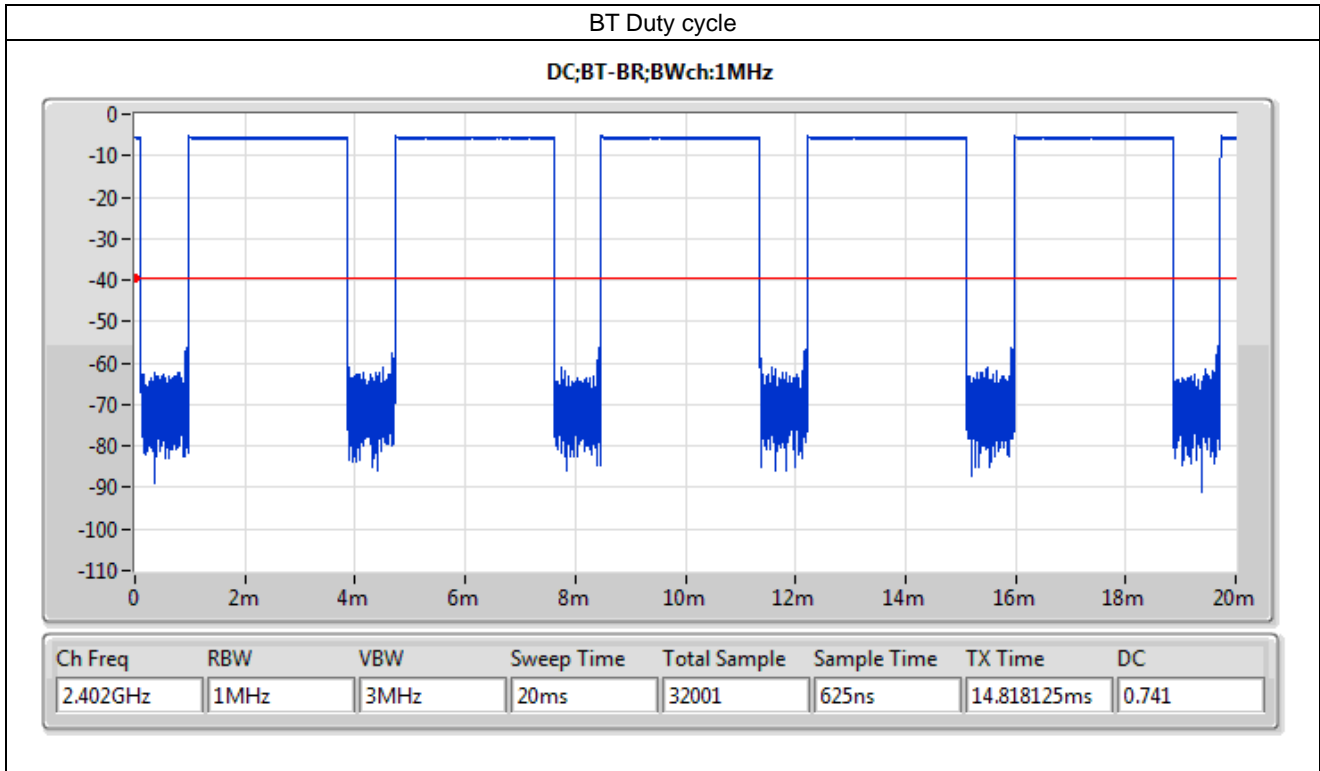 BT Duty cycle
DC;BT-BR;BWch:1MHz
0
-10
-20
-30
-40
-50
-60
-70
-80
-90
-100
-110
0 2m 4m 6m 8m 10m 12m 14m 16m 18m 20m
Ch Freq RBW VBW Sweep Time Total Sample Sample Time TX Time DC
2.402GHz 1MHz 3MHz 20ms 32001 625ns 14.818125ms 0.741